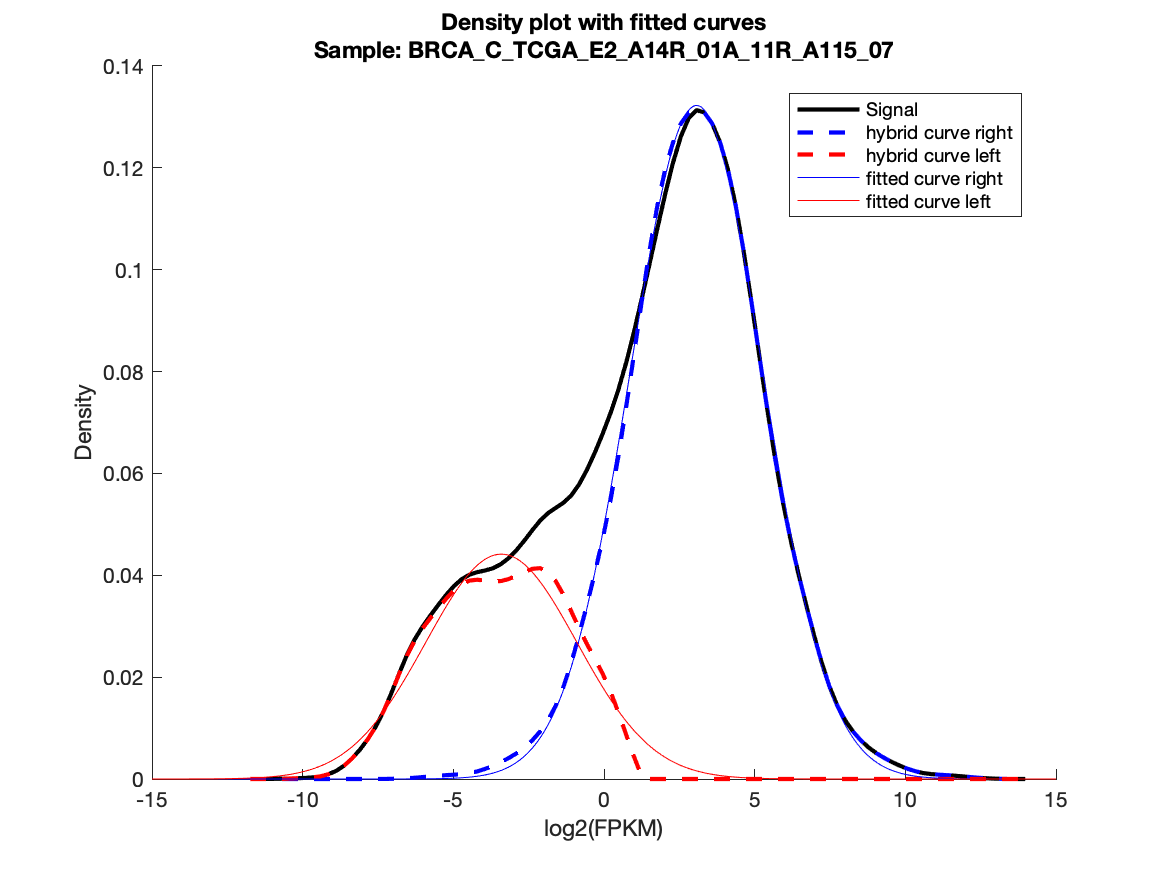 Density plot with fitted curves
Sample: BRCA_C_TCGA_E2_A14R_01A_11R_A115_07
0.14
0.12
0.1
0.08
0.06
0.04
0.02
0
Density
Signal
hybrid curve right
hybrid curve left
fitted curve right
fitted curve left
-15 -10 -5 0 5 10 15
log2(FPKM)